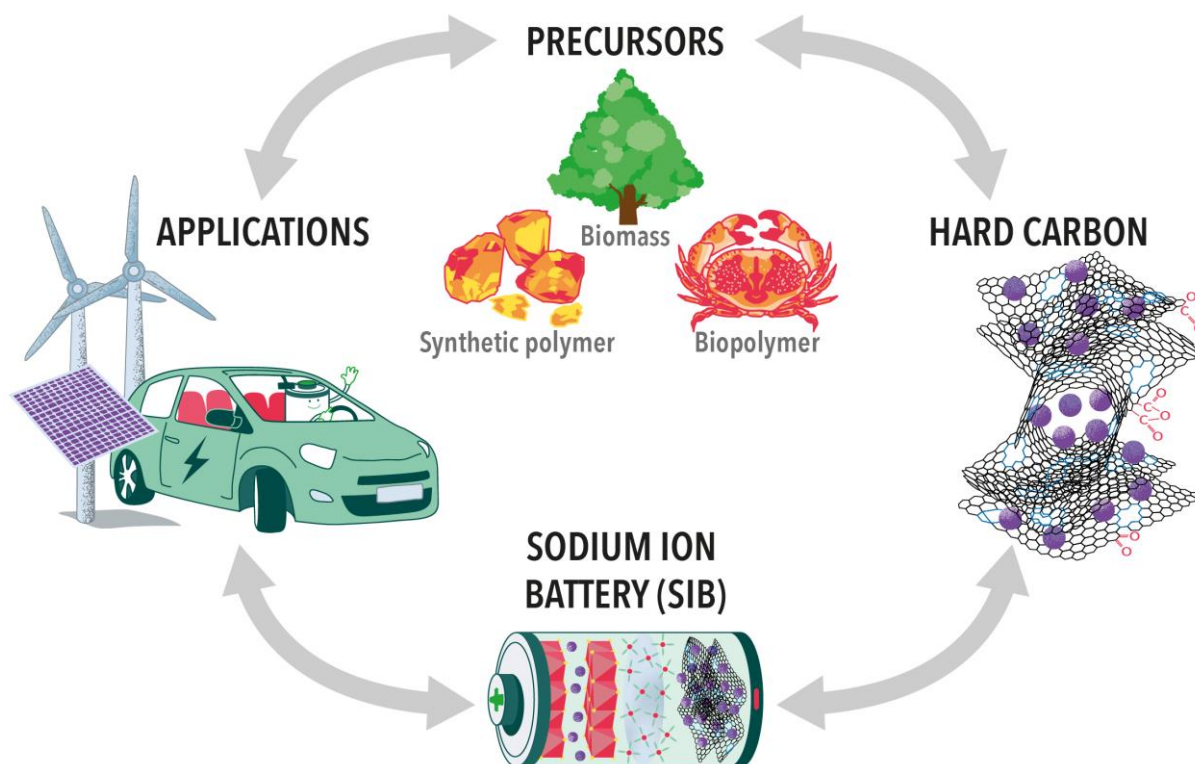 PRECURSORS
Biomass
Synthetic polymer
Biopolymer
APPLICATIONS
HARD CARBON
C
O
C
O
C
O
O
O
SODIUM ION
BATTERY (SIB)
+